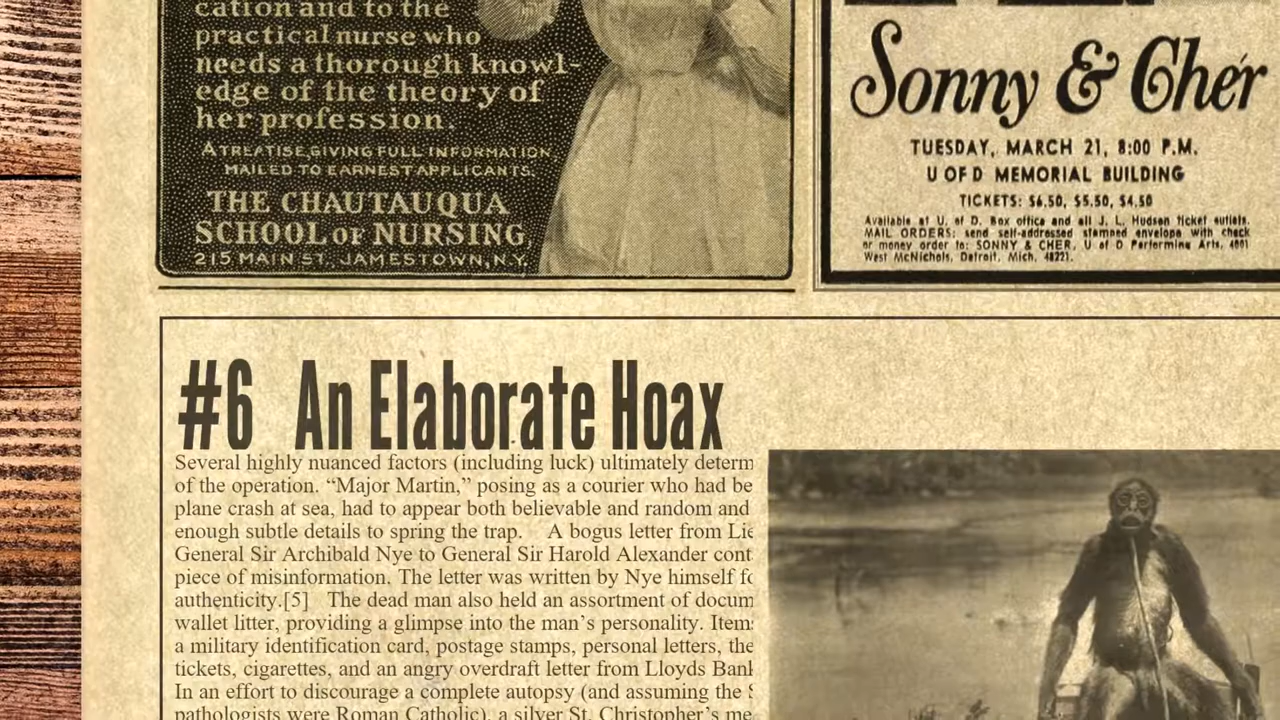 cation and to the
practical nurse who
needs a thorough knowl-
edge of the theory of
her profession.
A TREATISE, GIVING FULL INFORMATION,
MAILED TO EARNEST APPLICANTS.
THE CHAUTAUQUA
SCHOOL OF NURSING,
215 MAIN ST. JAMESTOWN, N.Y.
Sonny & Cher
TUESDAY, MARCH 21, 8:00 P.M.
U OF D MEMORIAL BUILDING
TICKETS: $6.50, $5.50, $4.50
Available at U. of D. Box office and all J. L. Hudson ticket outlets.
MAIL ORDERS: send self-addressed stamped envelope with check
or money order to: SONNY & CHER, U of D Performing Arts, 4001
West McNichols, Detroit, Mich. 48221.
#6 An Elaborate Hoax
Several highly nuanced factors (including luck) ultimately determ
of the operation. “Major Martin,” posing as a courier who had be
plane crash at sea, had to appear both believable and random and
enough subtle details to spring the trap. A bogus letter from Lie
General Sir Archibald Nye to General Sir Harold Alexander cont
piece of misinformation. The letter was written by Nye himself fo
authenticity.[5] The dead man also held an assortment of docum
wallet litter, providing a glimpse into the man’s personality. Items
a military identification card, postage stamps, personal letters, the
tickets, cigarettes, and an angry overdraft letter from Lloyds Bank
In an effort to discourage a complete autopsy (and assuming the S
pathologists were Roman Catholic), a silver St. Christopher’s me